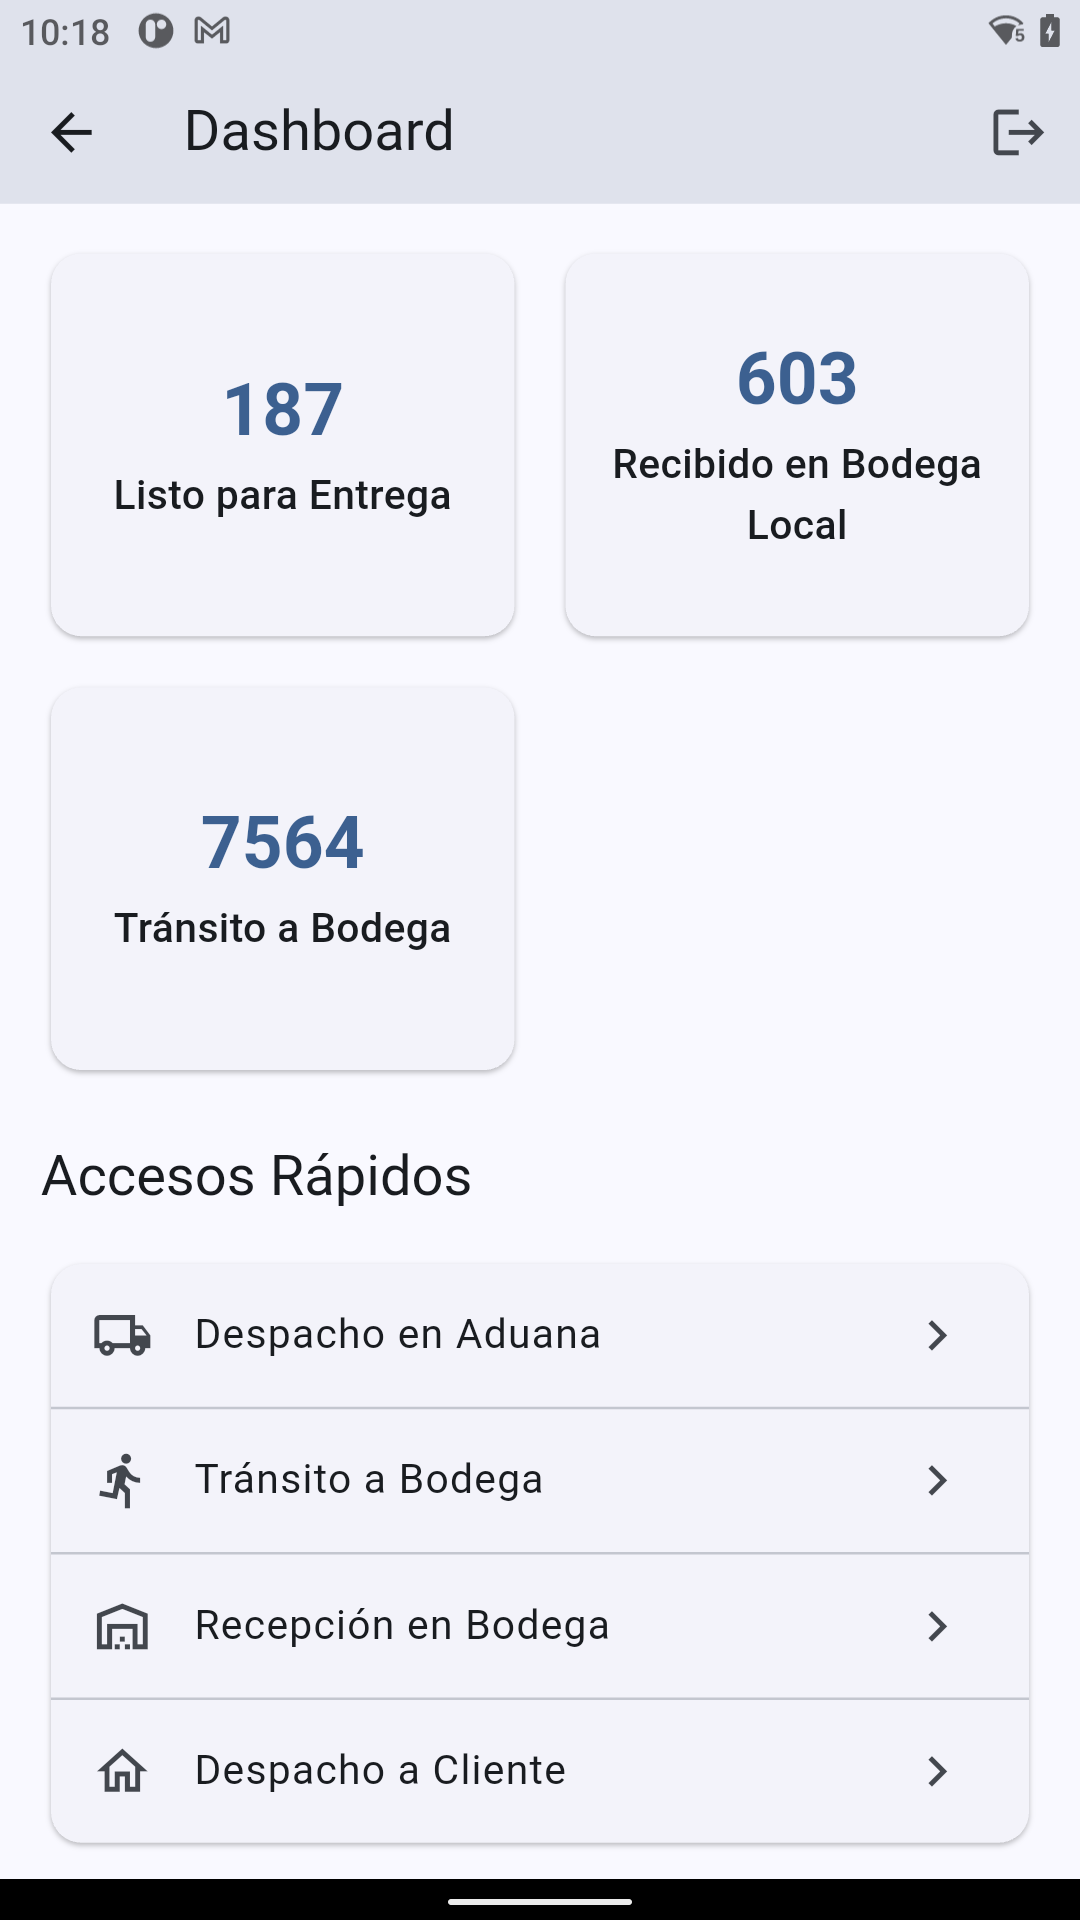 10:18
5
Dashboard
187
Listo para Entrega
603
Recibido en Bodega
Local
7564
Tránsito a Bodega
Accesos Rápidos
Despacho en Aduana
Tránsito a Bodega
Recepción en Bodega
Despacho a Cliente